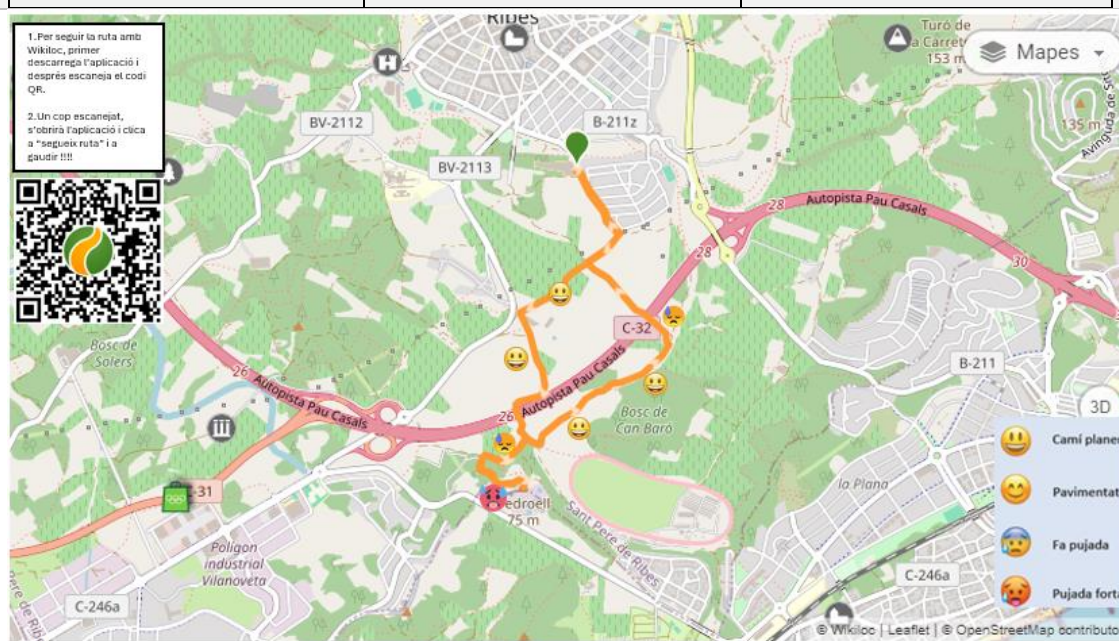 Ribes
1.Per seguir la ruta amb
Wikiloc, primer
descarrega l'aplicació i
després escaneja el codi
QR.
2.Un cop escanejat,
s'obrirà l'aplicació i clica
a "segueix ruta" i a
gaudir !!!!
Turó de
153 m
Mapes
135 m
Avinguda de
BV-2112
B-211z
BV-2113
28
Autopista Pau Casals
28
30
C-32
Bosc de
Solers
26
Autopista Pau Casals
26
Autopista Pau Casals
B-211
3D
Bosc de
Can Baró
Camí planer
la Plana
Pavimentat
-31
75 m
Sant Pere de Ribes
Fa pujada
Polígon
industrial
Vilanoveta
C-246a
Pujada forta
C-246a
Pere de Ribes
© Wikiloc | Leaflet | © OpenStreetMap contributo